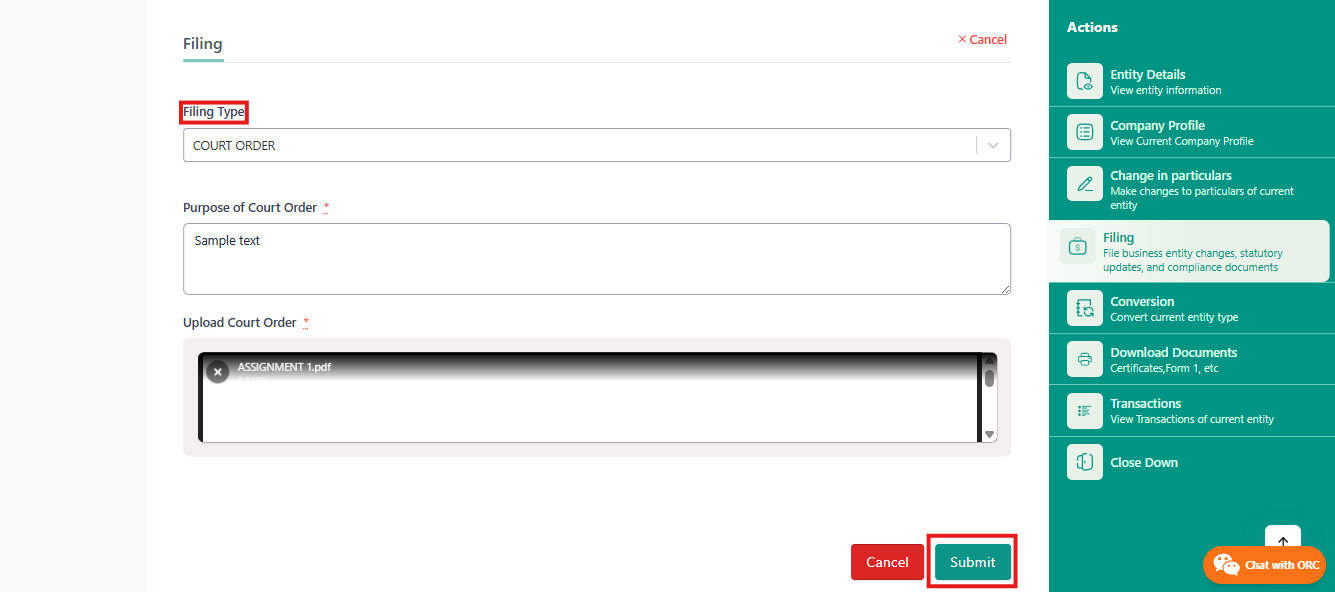 Filing
× Cancel
Filing Type
COURT ORDER
Purpose of Court Order *
Sample text
Upload Court Order *
ASSIGNMENT 1.pdf
Cancel
Submit
Actions
Entity Details
View entity information
Company Profile
View Current Company Profile
Change in particulars
Make changes to particulars of current
entity
Filing
File business entity changes, statutory
updates, and compliance documents
Conversion
Convert current entity type
Download Documents
Certificates,Form 1, etc
Transactions
View Transactions of current entity
Close Down
Chat with ORC